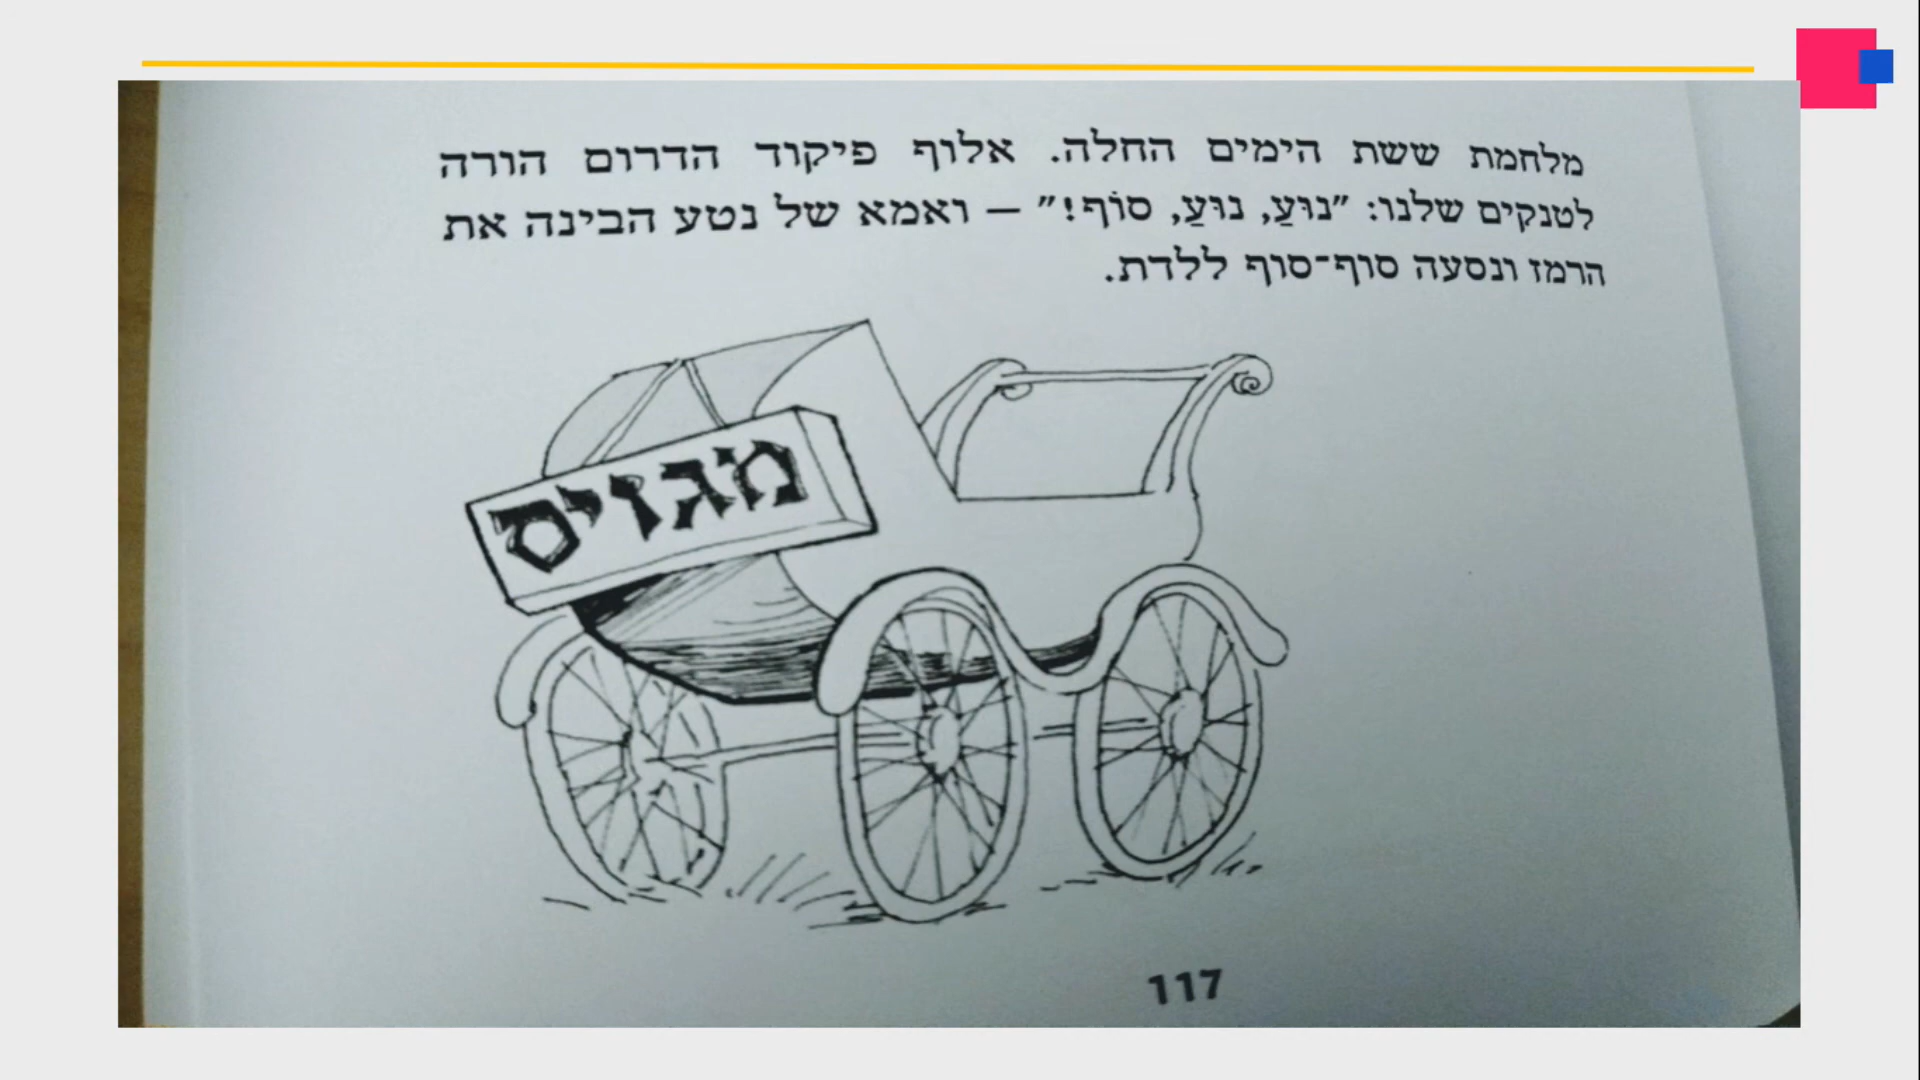 מלחמת ששת הימים החלה. אלוף פיקוד הדרום הורה
לטנקים שלנו: "נוּעַ, נוּעַ, סוֹף!" – ואמא של נטע הבינה את
הרמז ונסעה סוף־סוף ללדת.
מגויס
117